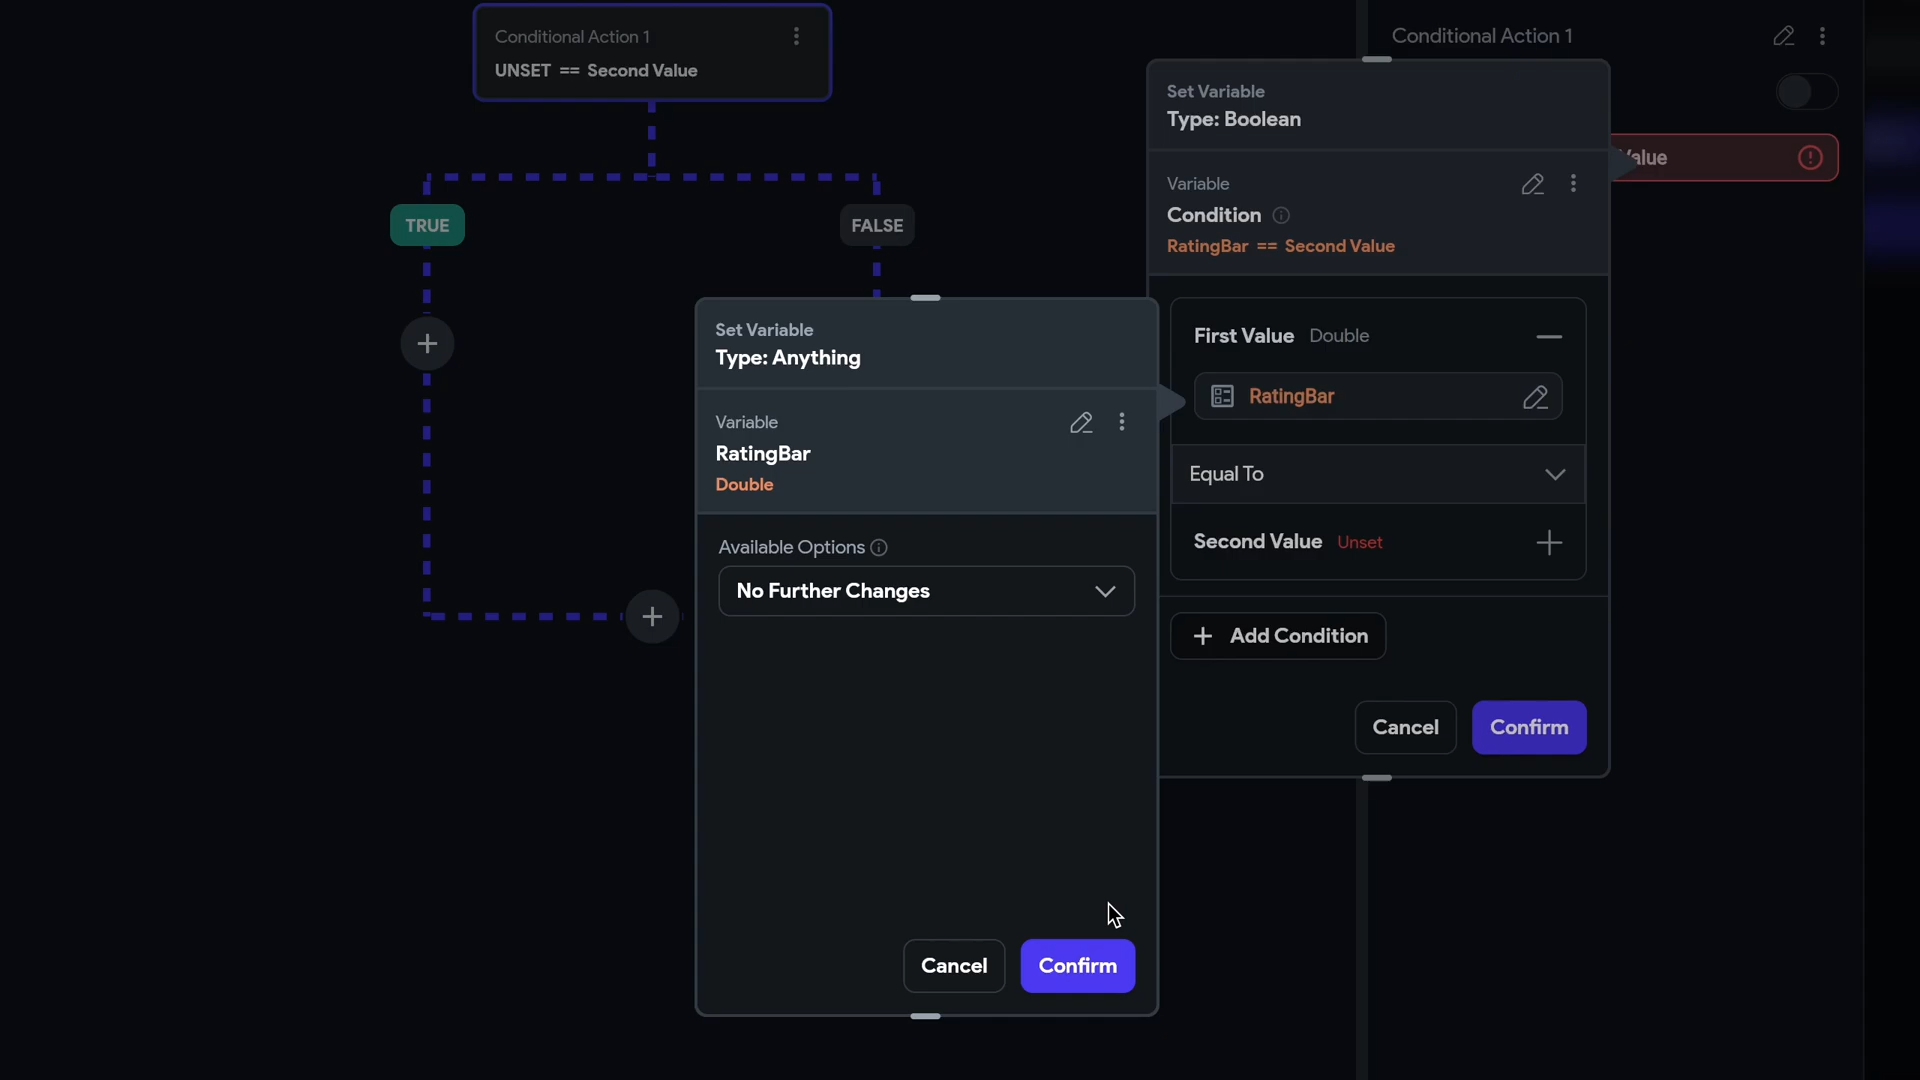 Conditional Action 1
UNSET == Second Value
TRUE
FALSE
Conditional Action 1
Value
Set Variable
Type: Boolean
Variable
Condition
RatingBar == Second Value
First Value Double
RatingBar
Equal To
Second Value Unset
Add Condition
Cancel Confirm
Set Variable
Type: Anything
Variable
RatingBar
Double
Available Options
No Further Changes
Cancel Confirm